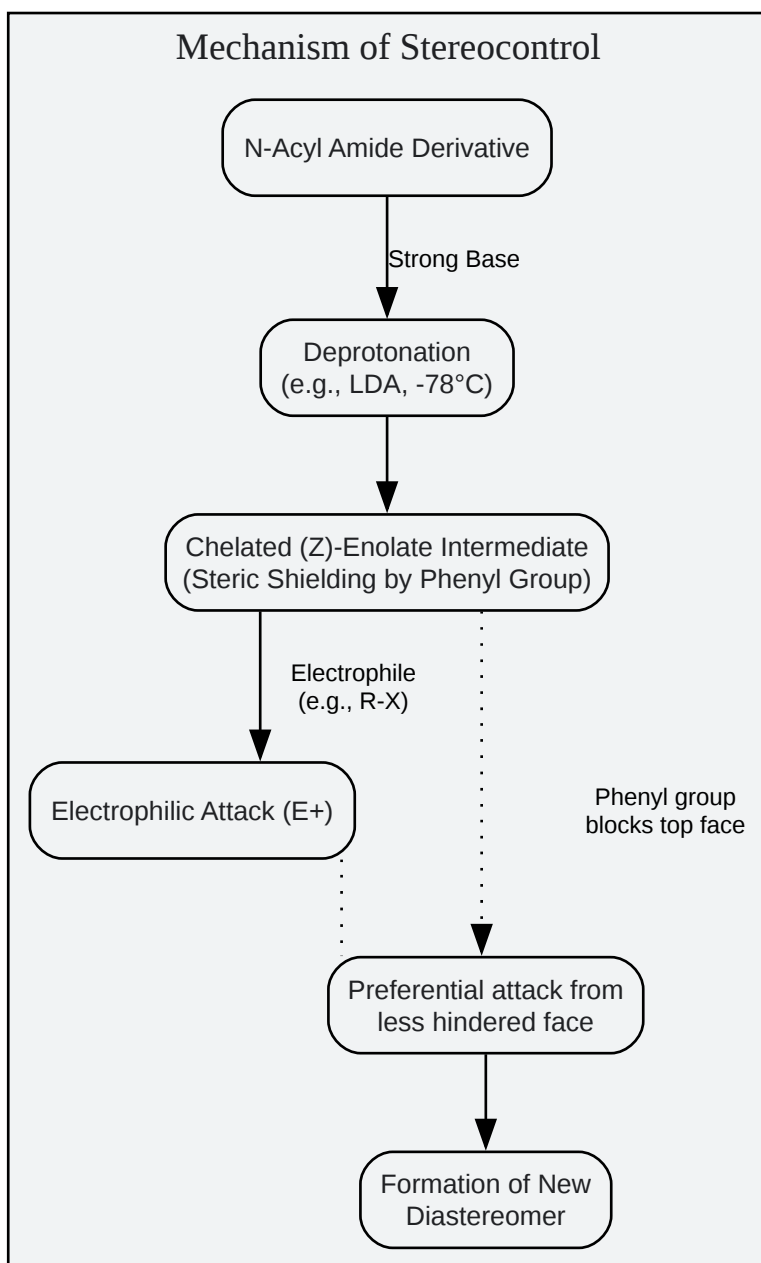 Mechanism of Stereocontrol
N-Acyl Amide Derivative
Strong Base
Deprotonation
(e.g., LDA, -78°C)
Chelated (Z)-Enolate Intermediate
(Steric Shielding by Phenyl Group)
Electrophile
(e.g., R-X)
Electrophilic Attack (E+)
Phenyl group
blocks top face
Preferential attack from
less hindered face
Formation of New
Diastereomer